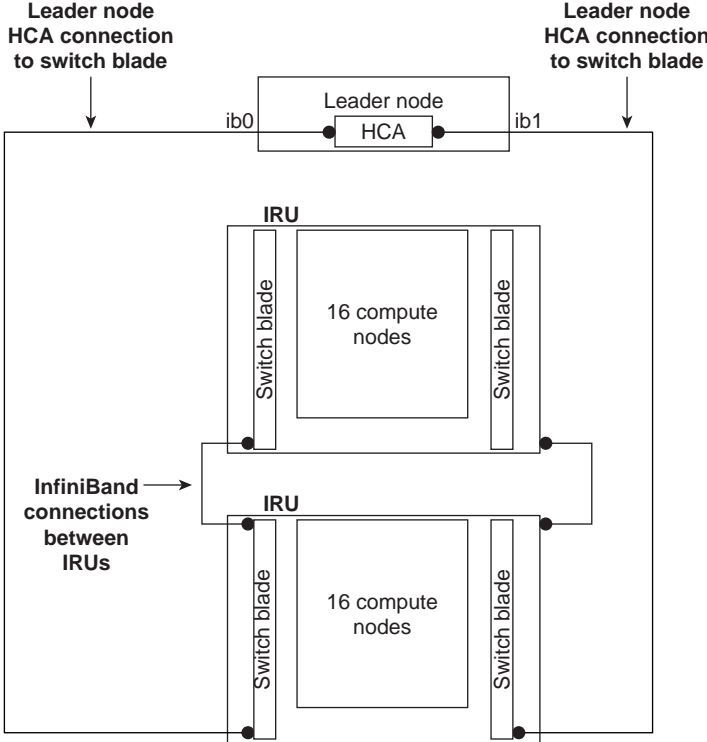 Leader node
HCA connection
to switch blade
Leader node
HCA connection
to switch blade
Leader node
ib0
HCA
ib1
IRU
Switch blade
16 compute
nodes
Switch blade
InfiniBand
connections
between
IRUs
IRU
Switch blade
16 compute
nodes
Switch blade